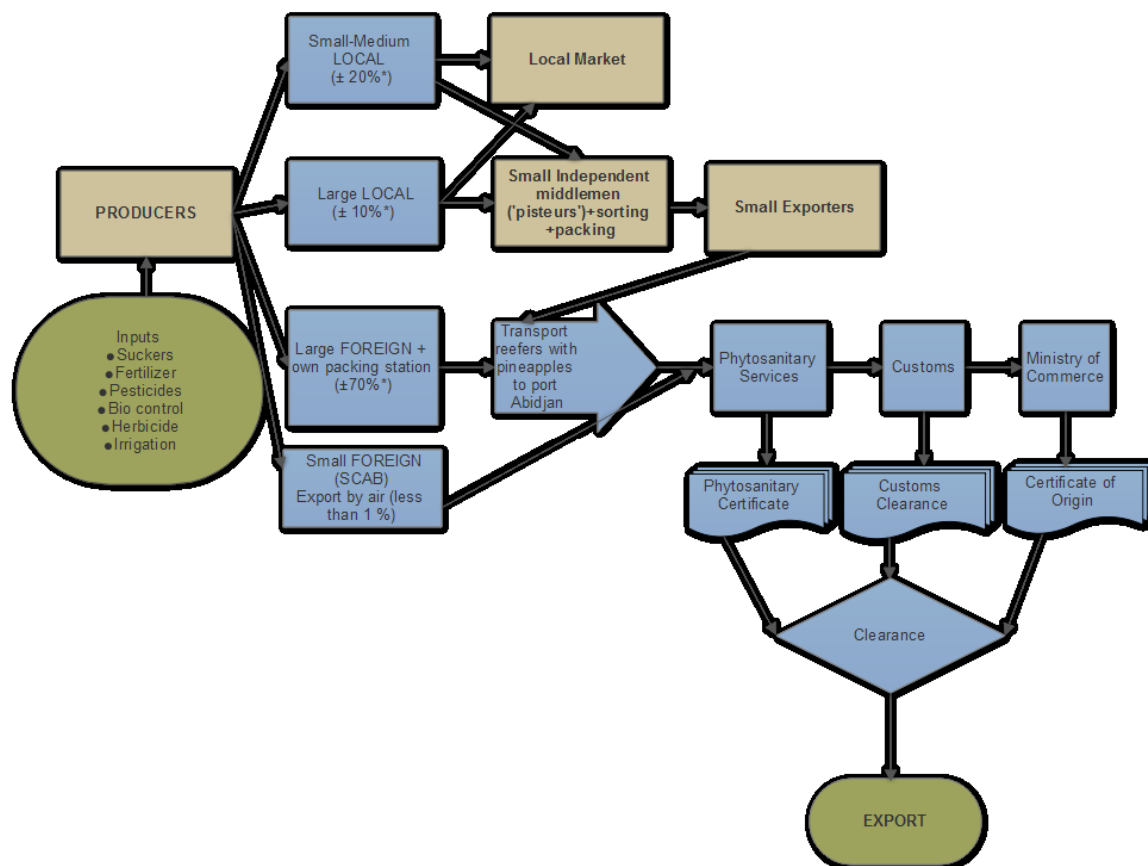 Small-Medium
LOCAL
(± 20%*)
Local Market
PRODUCERS
Large LOCAL
(± 10%*)
Small Independent
middlemen
('pisteurs')+sorting
+packing
Small Exporters
Inputs
● Suckers
● Fertilizer
● Pesticides
● Bio control
● Herbicide
● Irrigation
Large FOREIGN +
own packing station
(±70%*)
Transport
reefers with
pineapples
to port
Abidjan
Phytosanitary
Services
Customs
Ministry of
Commerce
Small FOREIGN
(SCAB)
Export by air (less
than 1 %)
Phytosanitary
Certificate
Customs
Clearance
Certificate of
Origin
Clearance
EXPORT